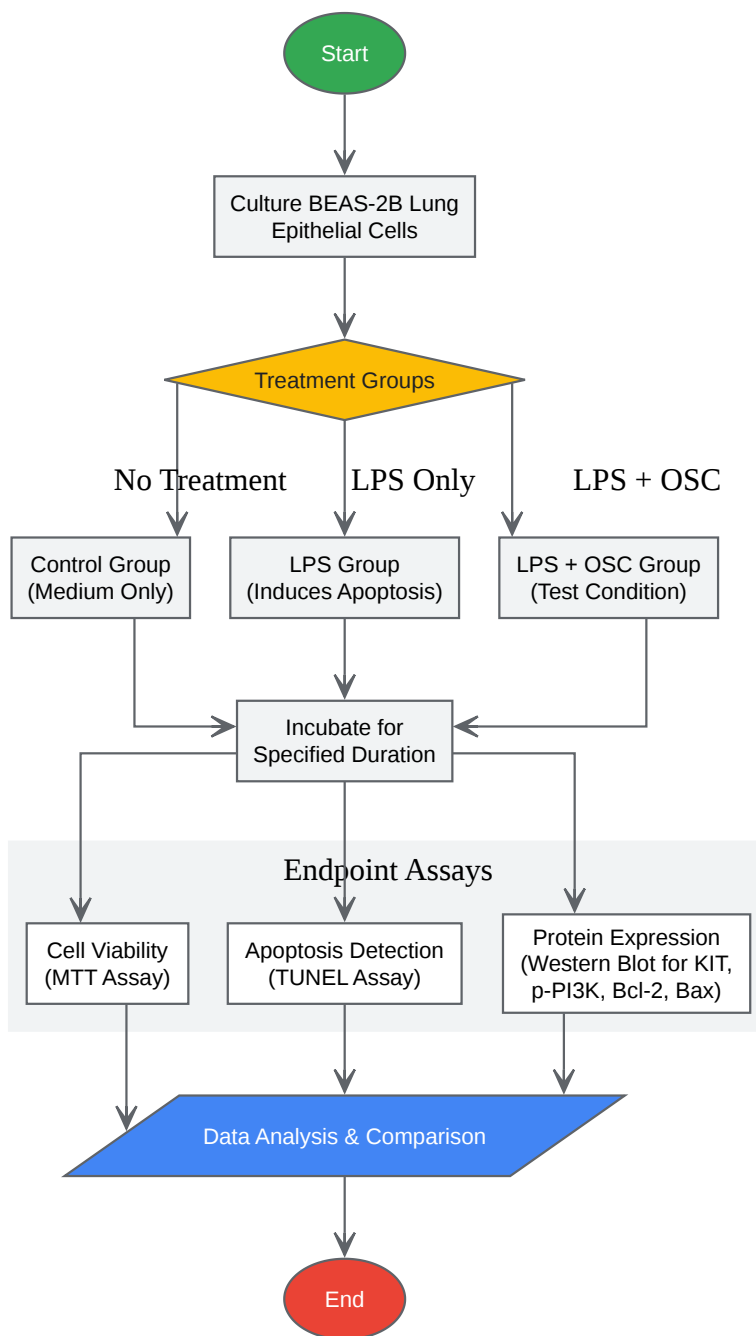 Start
Culture BEAS-2B Lung
Epithelial Cells
Treatment Groups
No Treatment
LPS Only
LPS + OSC
Control Group
(Medium Only)
LPS Group
(Induces Apoptosis)
LPS + OSC Group
(Test Condition)
Incubate for
Specified Duration
Endpoint Assays
Cell Viability
(MTT Assay)
Apoptosis Detection
(TUNEL Assay)
Protein Expression
(Western Blot for KIT,
p-PI3K, Bcl-2, Bax)
Data Analysis & Comparison
End